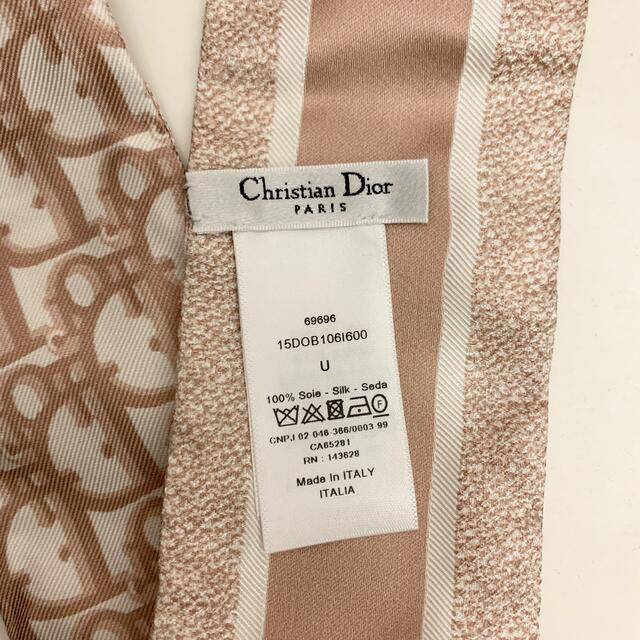 Christian Dior
PARIS
69696
15DOB106I600
U
100% Soie - Silk - Seda
CNPJ 02 046-366/0003-99
CA65281
RN : 143628
Made in ITALY
ITALIA